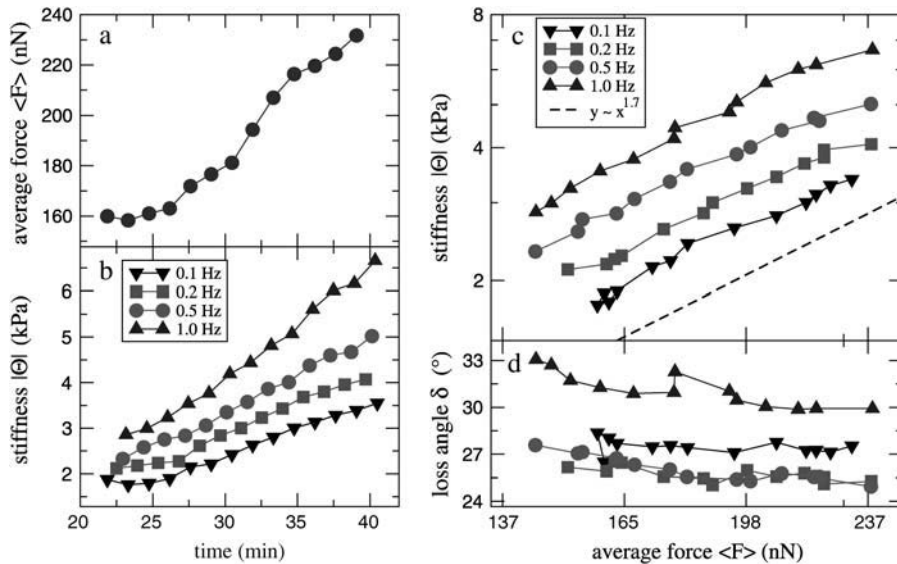 a
average force <F> (nN)
240
220
200
180
160
b
0.1 Hz
0.2 Hz
0.5 Hz
1.0 Hz
stiffness |Θ| (kPa)
6
5
4
3
2
20 25 30 35 40
time (min)
c
0.1 Hz
0.2 Hz
0.5 Hz
1.0 Hz
y ~ x^1.7
stiffness |Θ| (kPa)
8
4
2
d
loss angle δ (°)
33
30
27
24
137 165 198 237
average force <F> (nN)